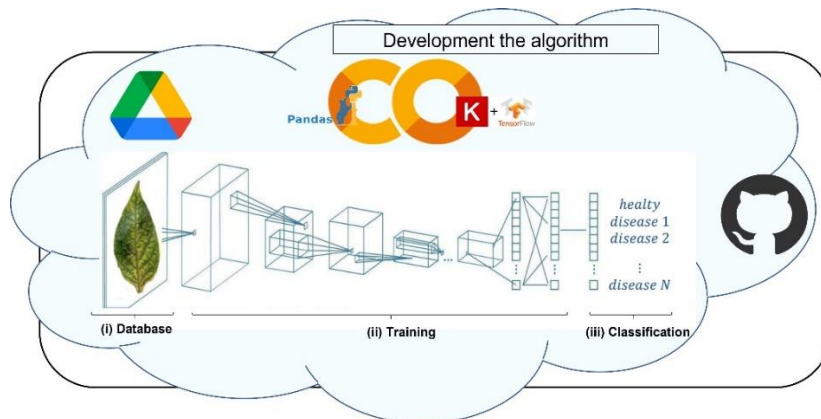 Development the algorithm
Pandas
K + TensorFlow
healty
disease 1
disease 2
...
⋮ ⋮ ⋮
disease N
(i) Database
(ii) Training
(iii) Classification